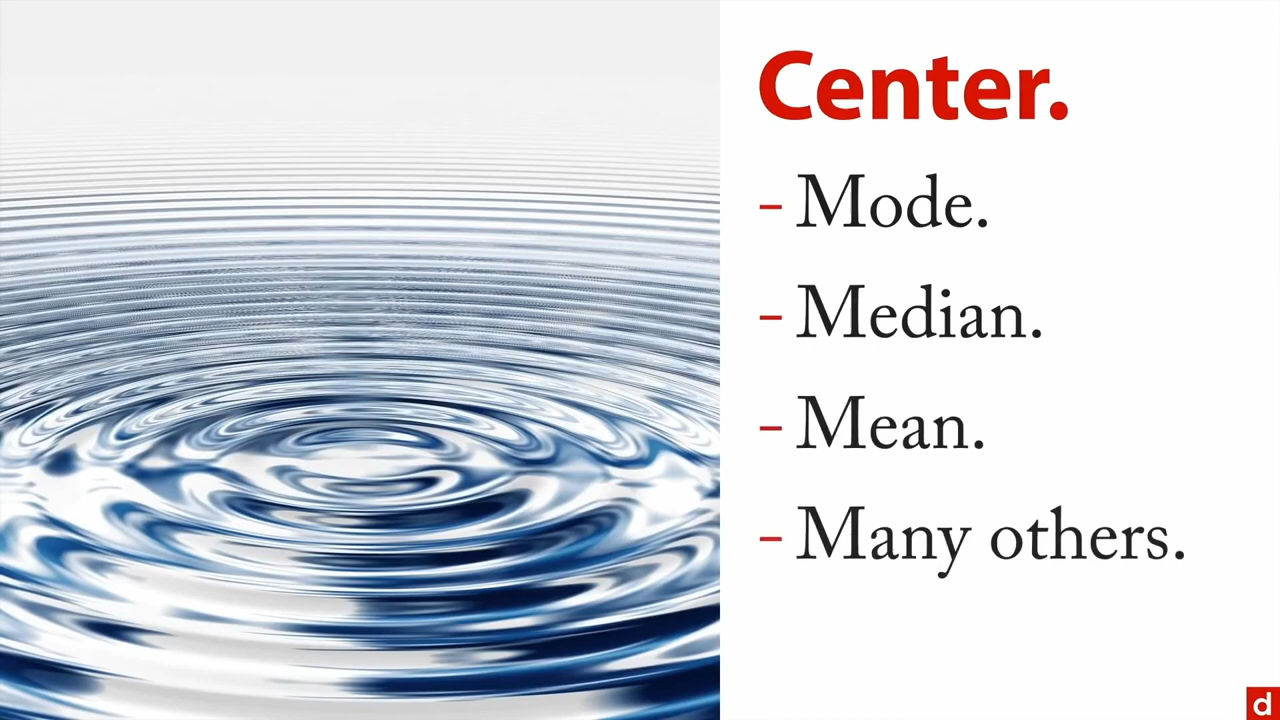 Center.
- Mode.
- Median.
- Mean.
- Many others.
d